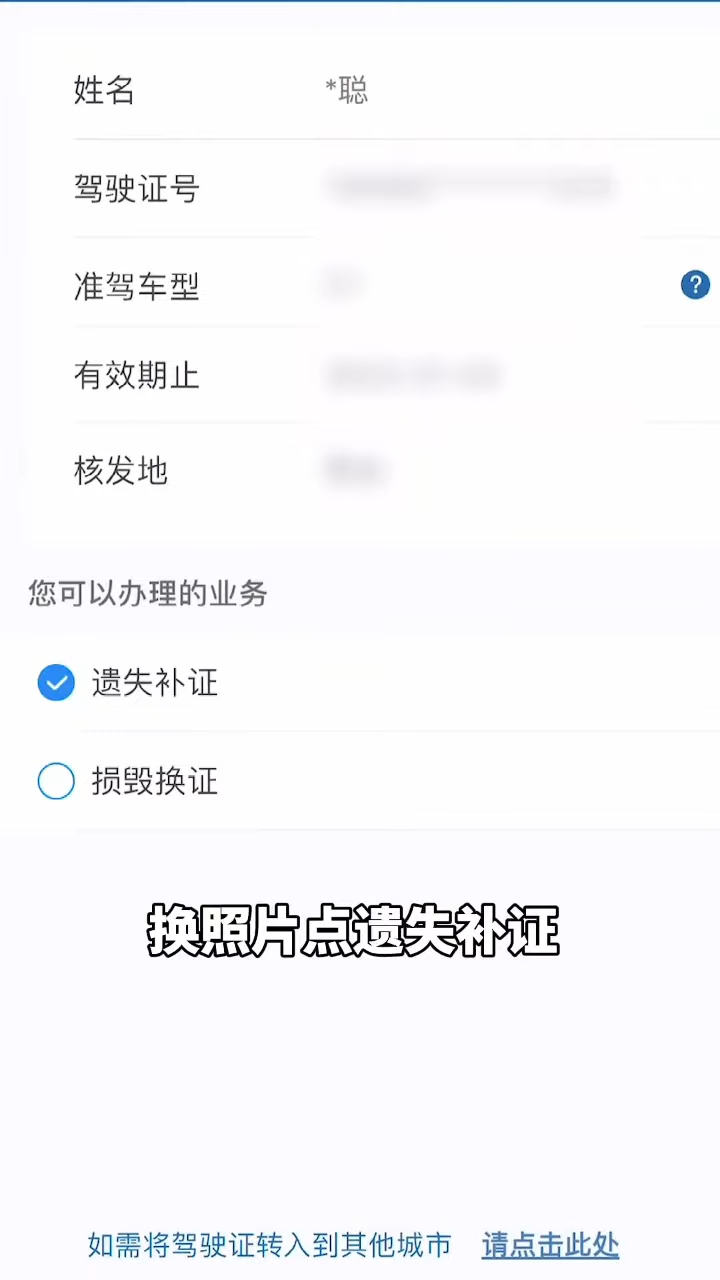 姓名 *聪
驾驶证号
准驾车型 ?
有效期止
核发地
您可以办理的业务
遗失补证
损毁换证
换照片点遗失补证
如需将驾驶证转入到其他城市 请点击此处